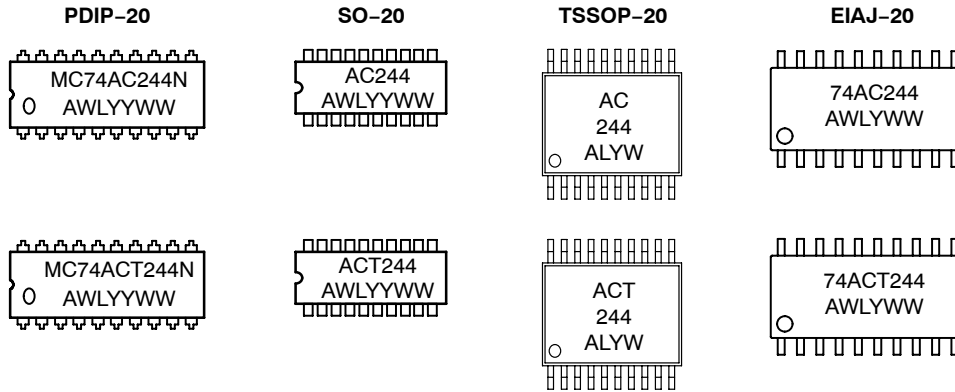 PDIP–20
SO–20
TSSOP–20
EIAJ–20
MC74AC244N
AWLYYWW
AC244
AWLYYWW
AC
244
ALYW
74AC244
AWLYWW
MC74ACT244N
AWLYYWW
ACT244
AWLYYWW
ACT
244
ALYW
74ACT244
AWLYWW